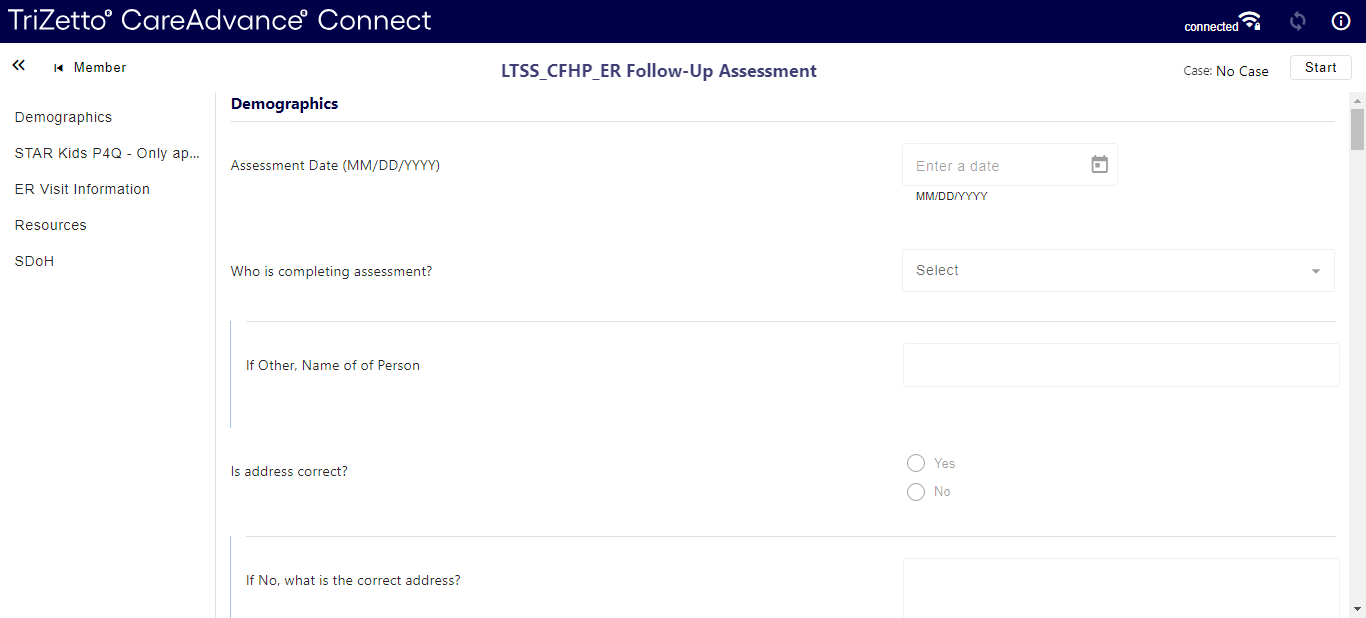 TriZetto® CareAdvance® Connect
connected
Member
LTSS_CFHP_ER Follow-Up Assessment
Case: No Case
Start
Demographics
STAR Kids P4Q - Only ap...
ER Visit Information
Resources
SDoH
Demographics
Assessment Date (MM/DD/YYYY)
Enter a date
MM/DD/YYYY
Who is completing assessment?
Select
If Other, Name of of Person
Is address correct?
Yes
No
If No, what is the correct address?